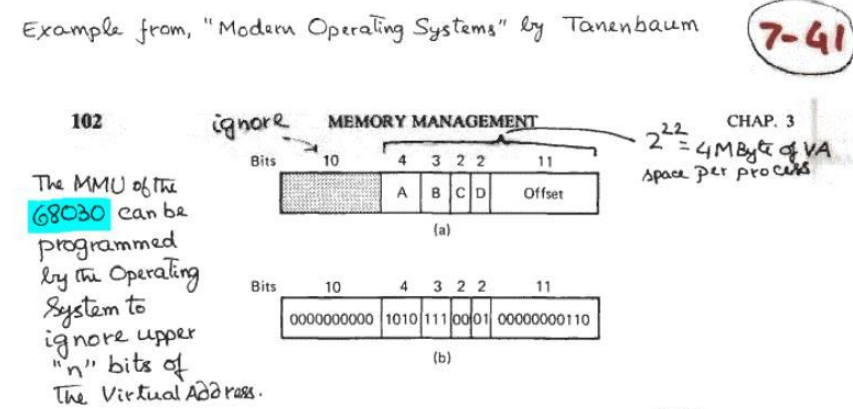 Example from, "Modern Operating Systems" by Tanenbaum
7-41
102 MEMORY MANAGEMENT CHAP. 3
ignore
2^22 = 4MByte of VA
space per process
Bits 10 4 3 2 2 11
A B C D Offset
(a)
The MMU of the
68030 can be
programmed
by the Operating
System to
ignore upper
"n" bits of
The Virtual Address.
Bits 10 4 3 2 2 11
0000000000 1010 111 00 01 00000000110
(b)